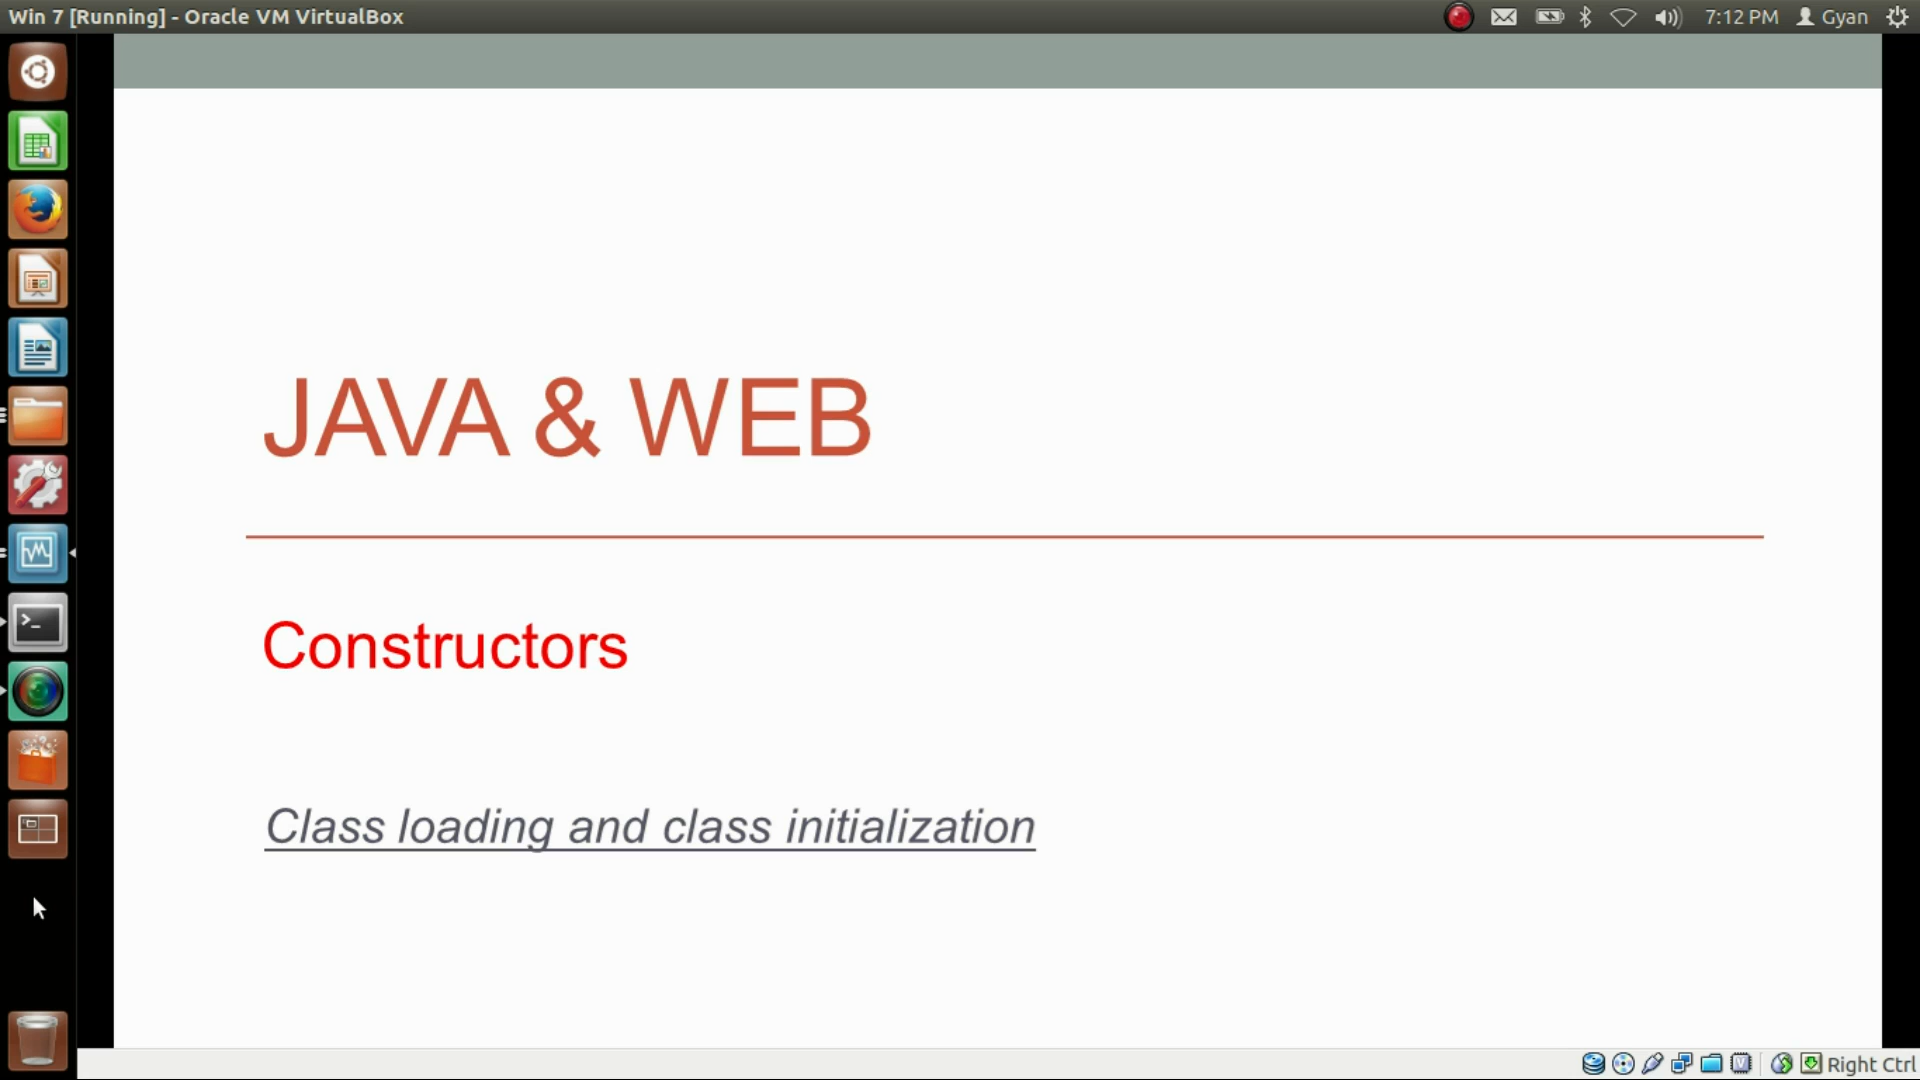 Win 7 [Running] - Oracle VM VirtualBox
7:12 PM
Gyan
JAVA & WEB
Constructors
Class loading and class initialization
Right Ctrl